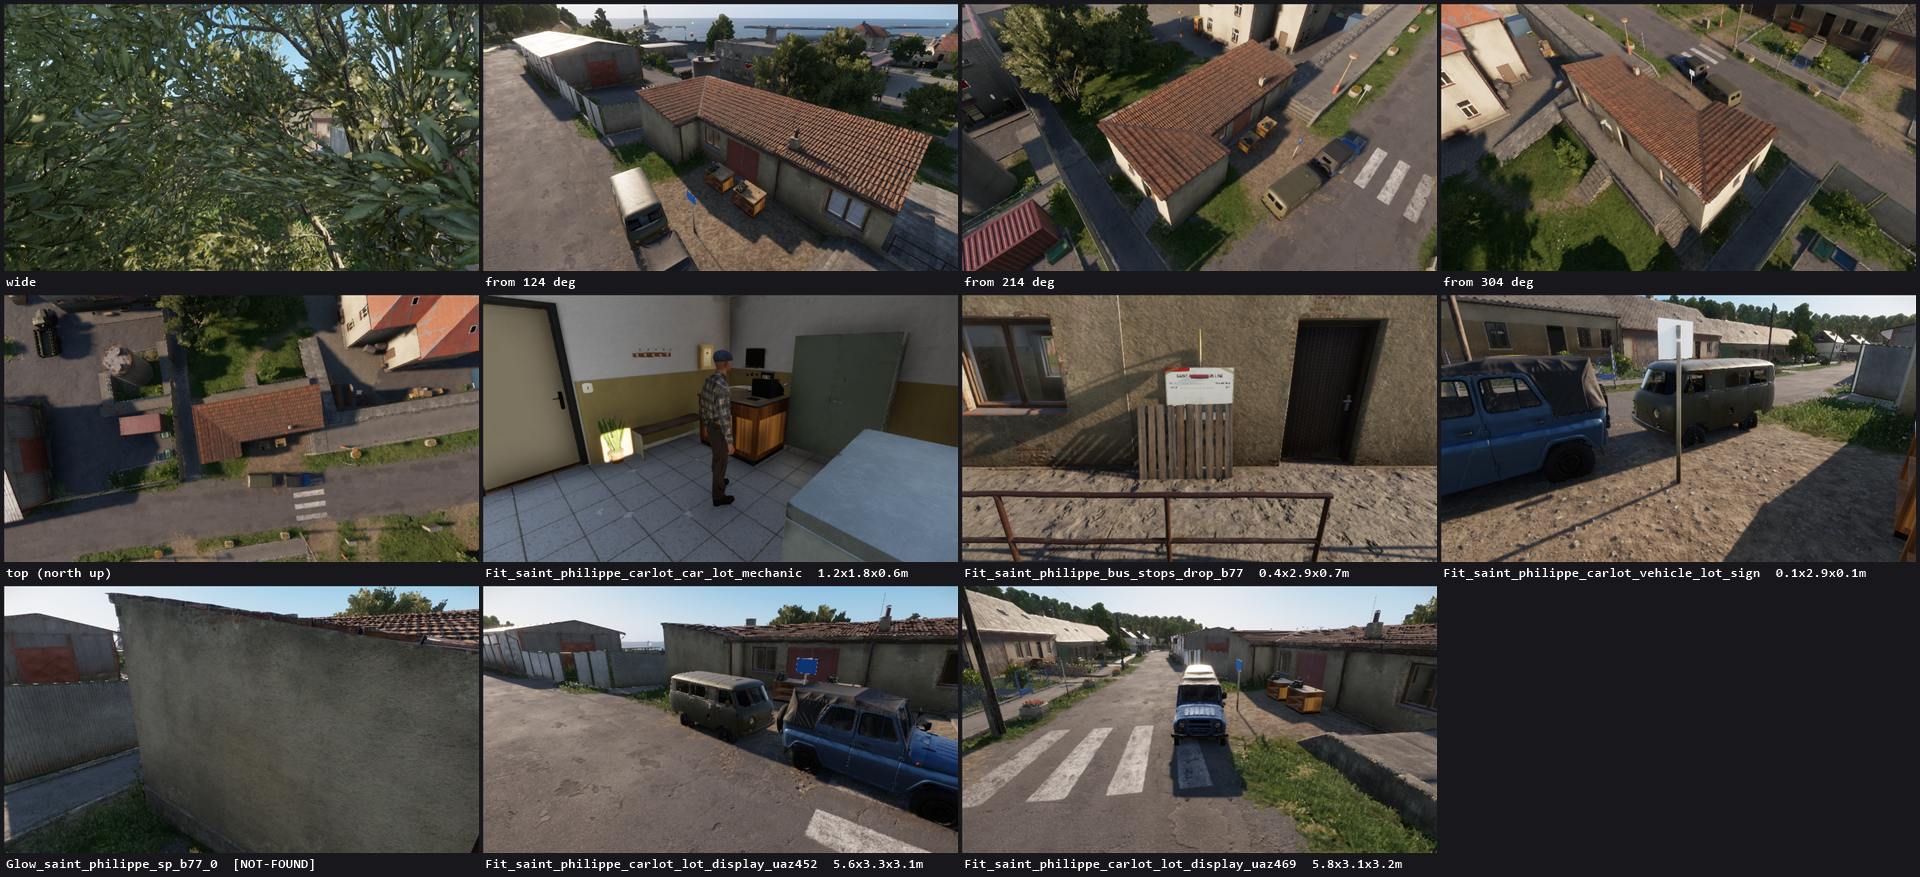 wide
from 124 deg
from 214 deg
from 304 deg
top (north up)
Fit_saint_philippe_carlot_car_lot_mechanic 1.2x1.8x0.6m
SAINT
Fit_saint_philippe_bus_stops_drop_b77 0.4x2.9x0.7m
Fit_saint_philippe_carlot_vehicle_lot_sign 0.1x2.9x0.1m
Glow_saint_philippe_sp_b77_0 [NOT-FOUND]
Fit_saint_philippe_carlot_lot_display_uaz452 5.6x3.3x3.1m
Fit_saint_philippe_carlot_lot_display_uaz469 5.8x3.1x3.2m